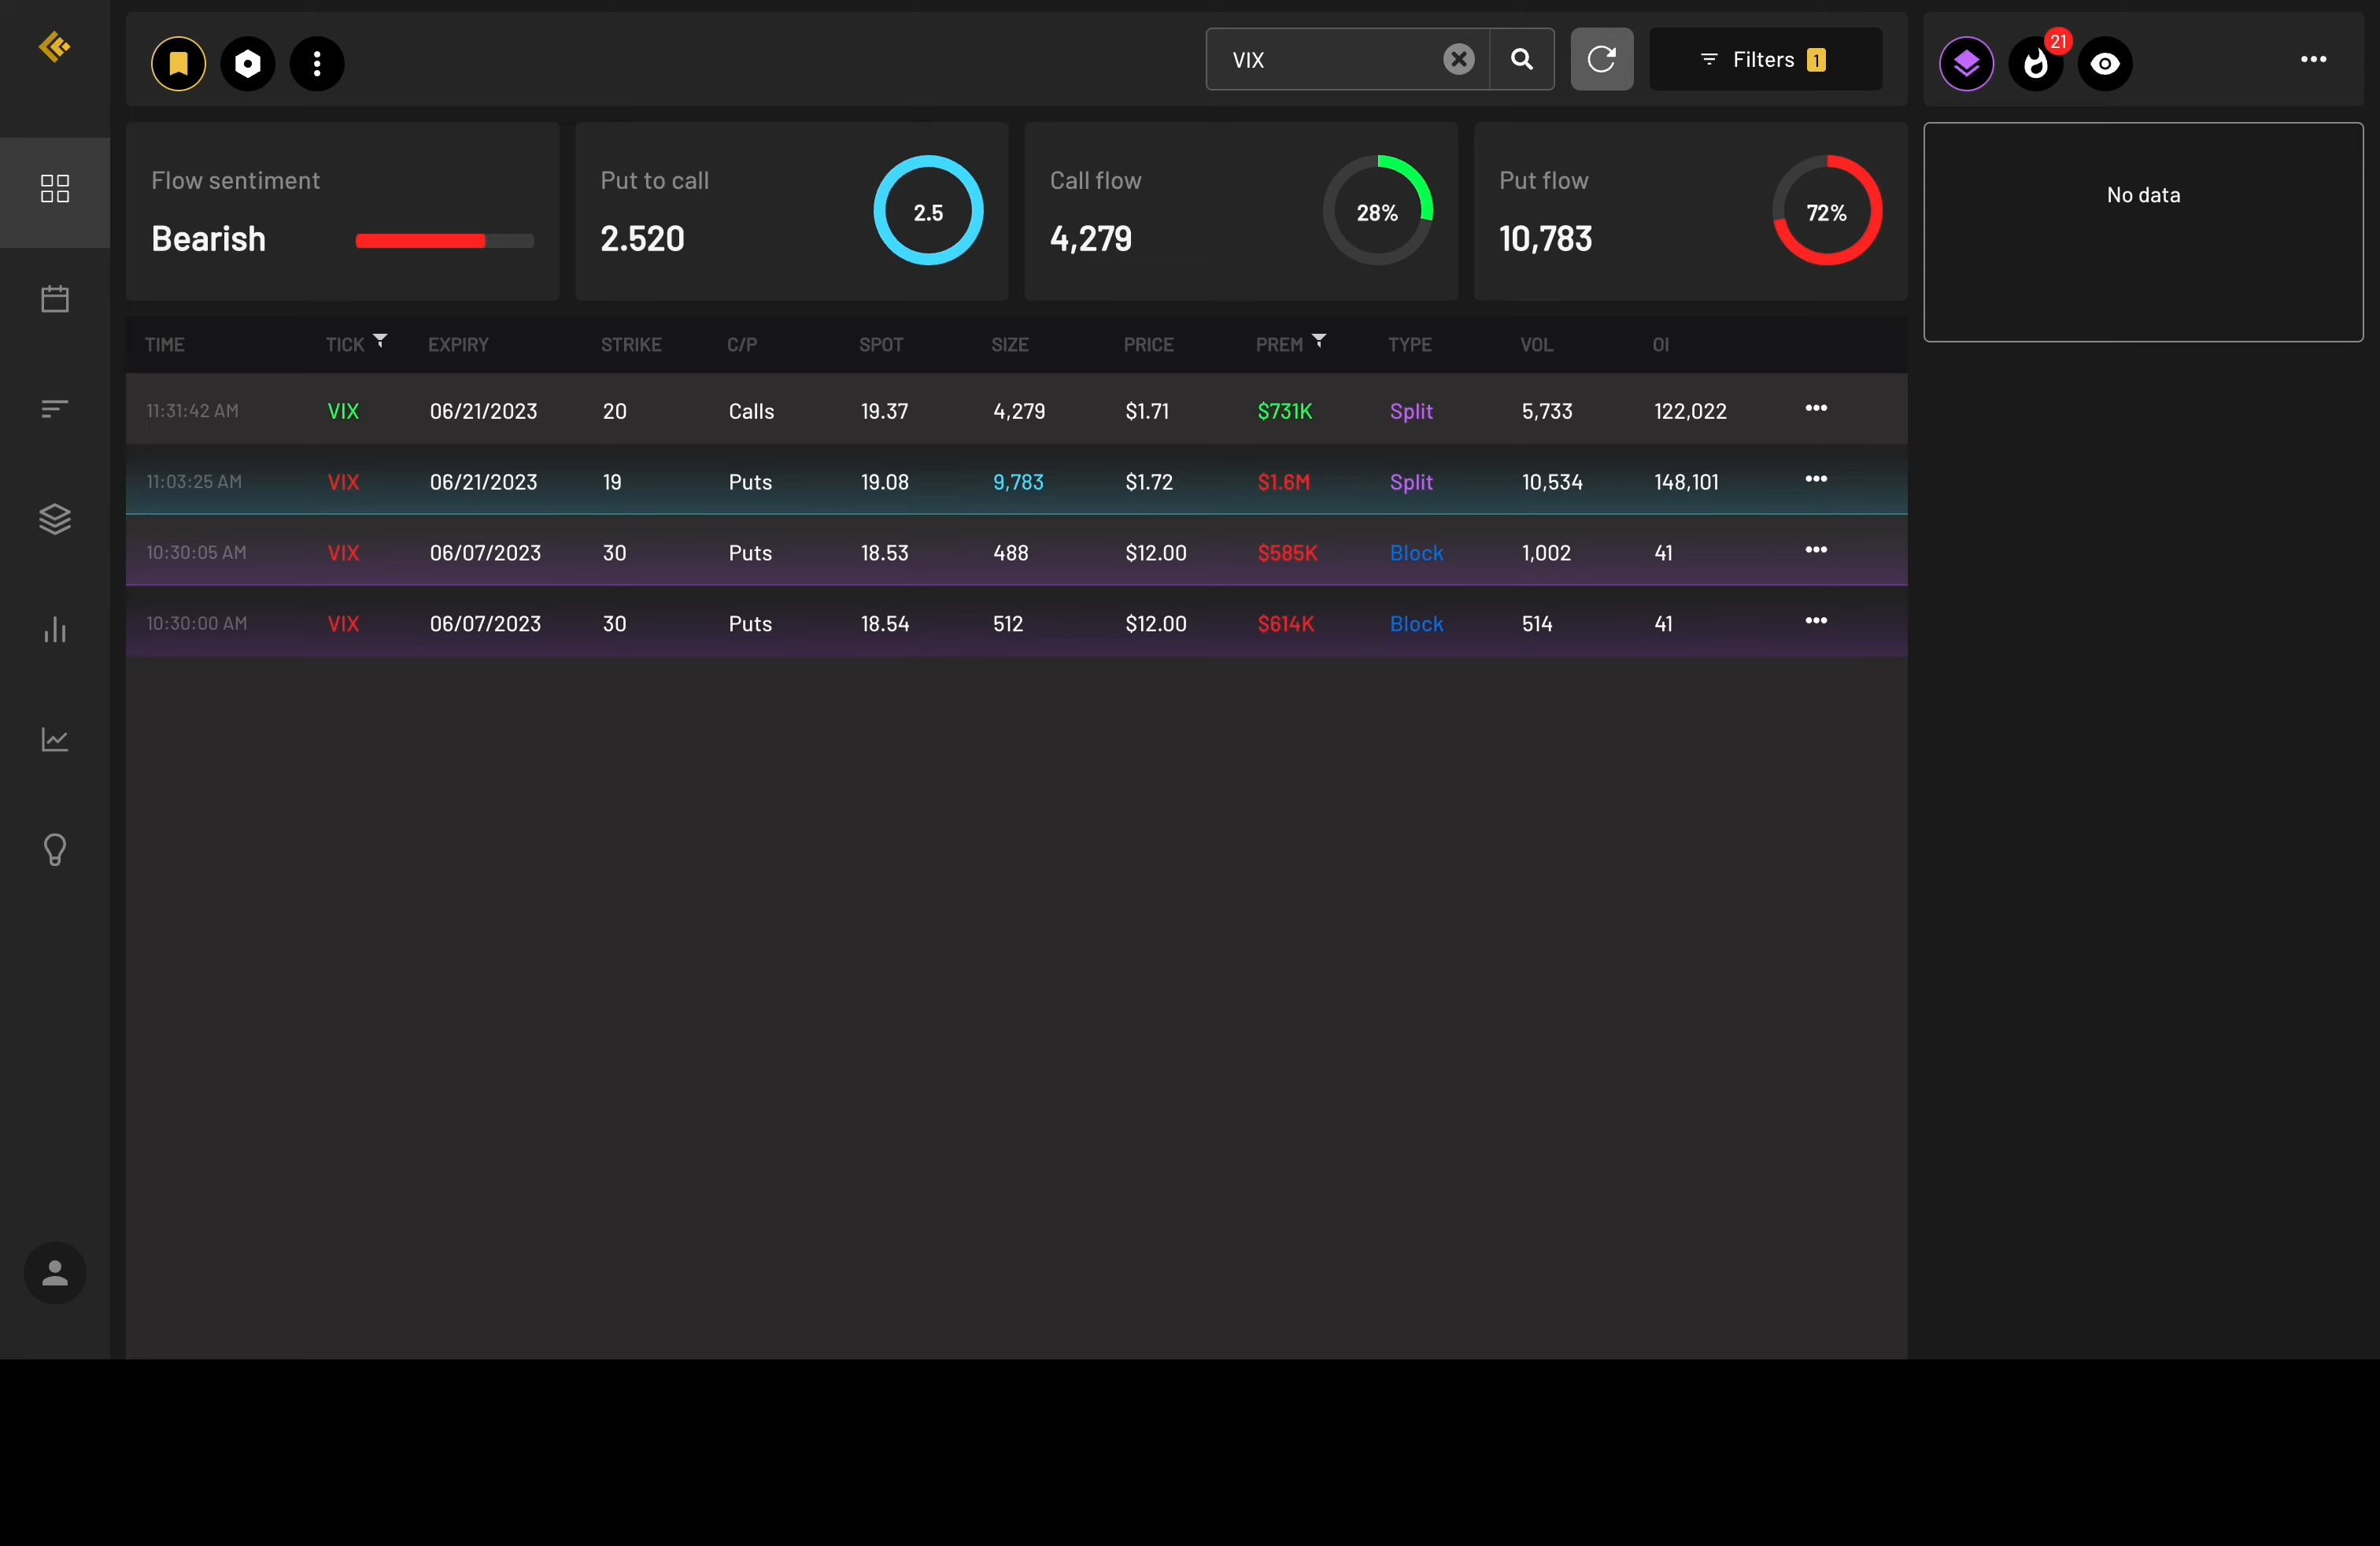 VIX
Filters 1
21
Flow sentiment
Bearish
Put to call
2.520
2.5
Call flow
4,279
28%
Put flow
10,783
72%
No data
TIME TICK EXPIRY STRIKE C/P SPOT SIZE PRICE PREM TYPE VOL OI
11:31:42 AM VIX 06/21/2023 20 Calls 19.37 4,279 $1.71 $731K Split 5,733 122,022
11:03:25 AM VIX 06/21/2023 19 Puts 19.08 9,783 $1.72 $1.6M Split 10,534 148,101
10:30:05 AM VIX 06/07/2023 30 Puts 18.53 488 $12.00 $585K Block 1,002 41
10:30:00 AM VIX 06/07/2023 30 Puts 18.54 512 $12.00 $614K Block 514 41